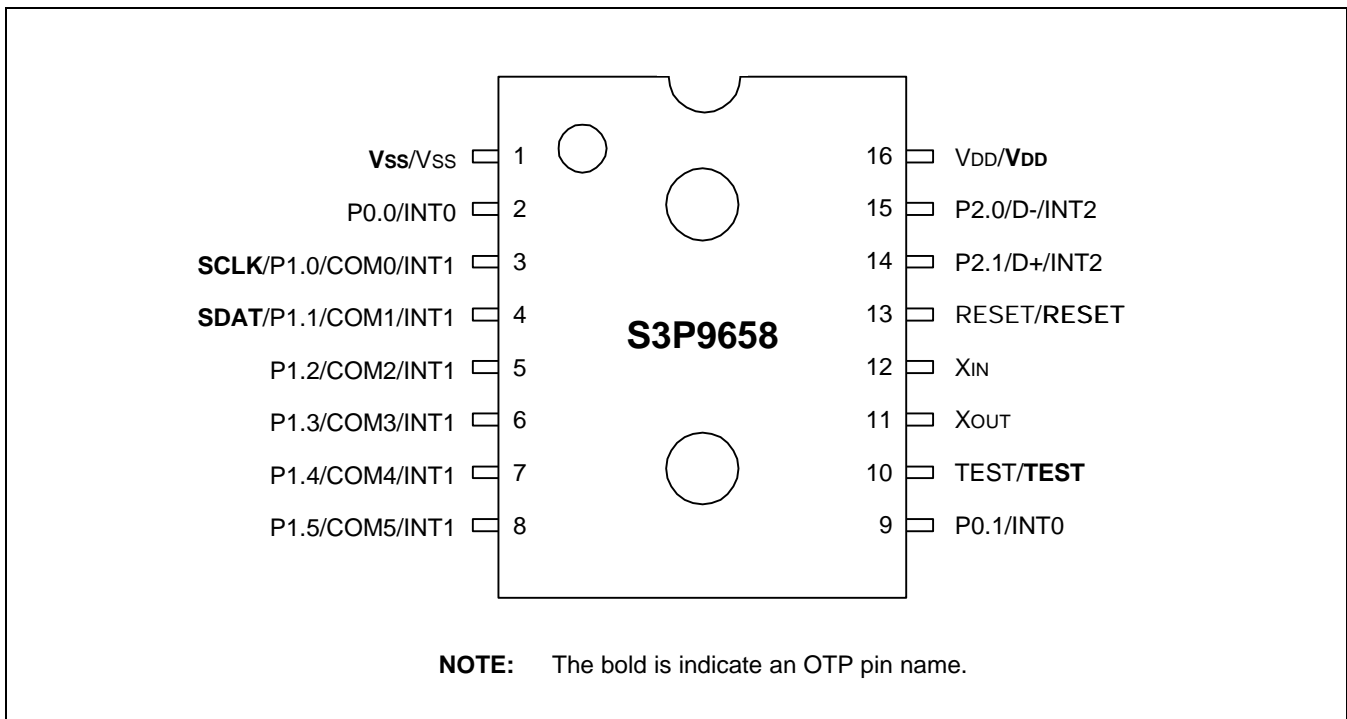 VSS/VSS 1
P0.0/INT0 2
SCLK/P1.0/COM0/INT1 3
SDAT/P1.1/COM1/INT1 4
P1.2/COM2/INT1 5
P1.3/COM3/INT1 6
P1.4/COM4/INT1 7
P1.5/COM5/INT1 8
S3P9658
16 VDD/VDD
15 P2.0/D-/INT2
14 P2.1/D+/INT2
13 RESET/RESET
12 XIN
11 XOUT
10 TEST/TEST
9 P0.1/INT0
NOTE: The bold is indicate an OTP pin name.